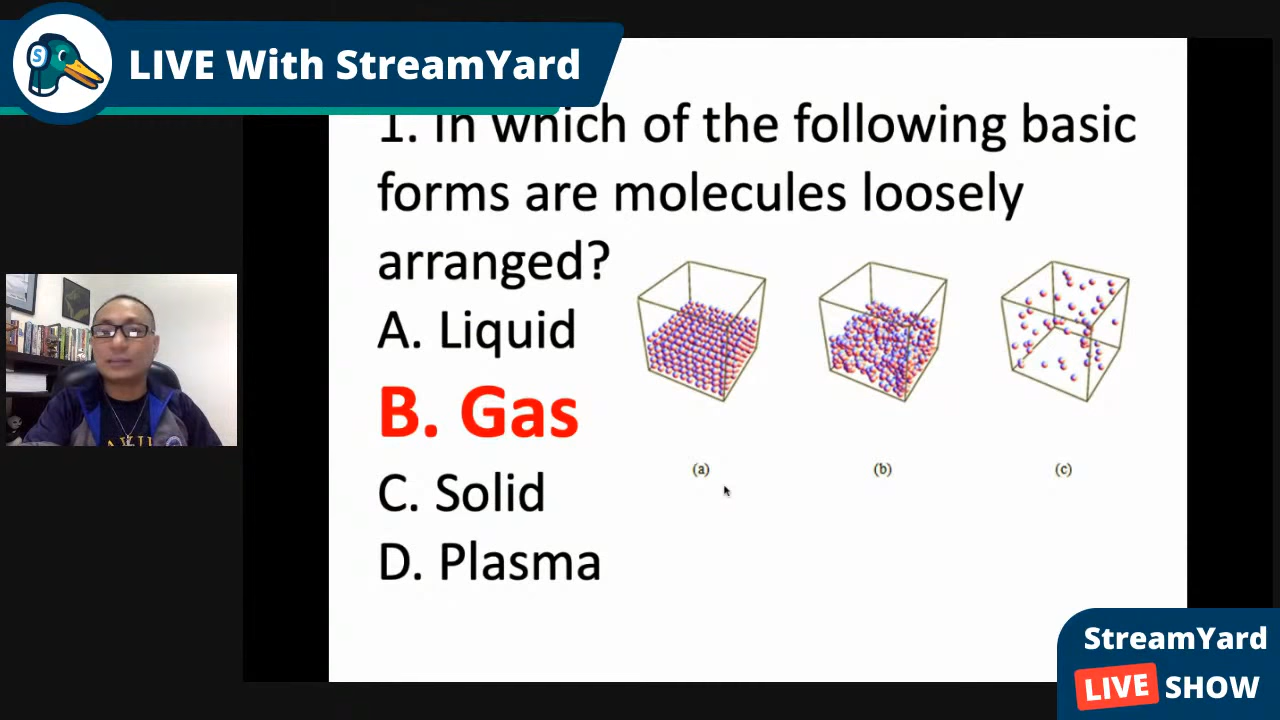 LIVE With StreamYard
1. In which of the following basic
forms are molecules loosely
arranged?
A. Liquid
B. Gas
C. Solid
D. Plasma
(a)
(b)
(c)
StreamYard
LIVE SHOW